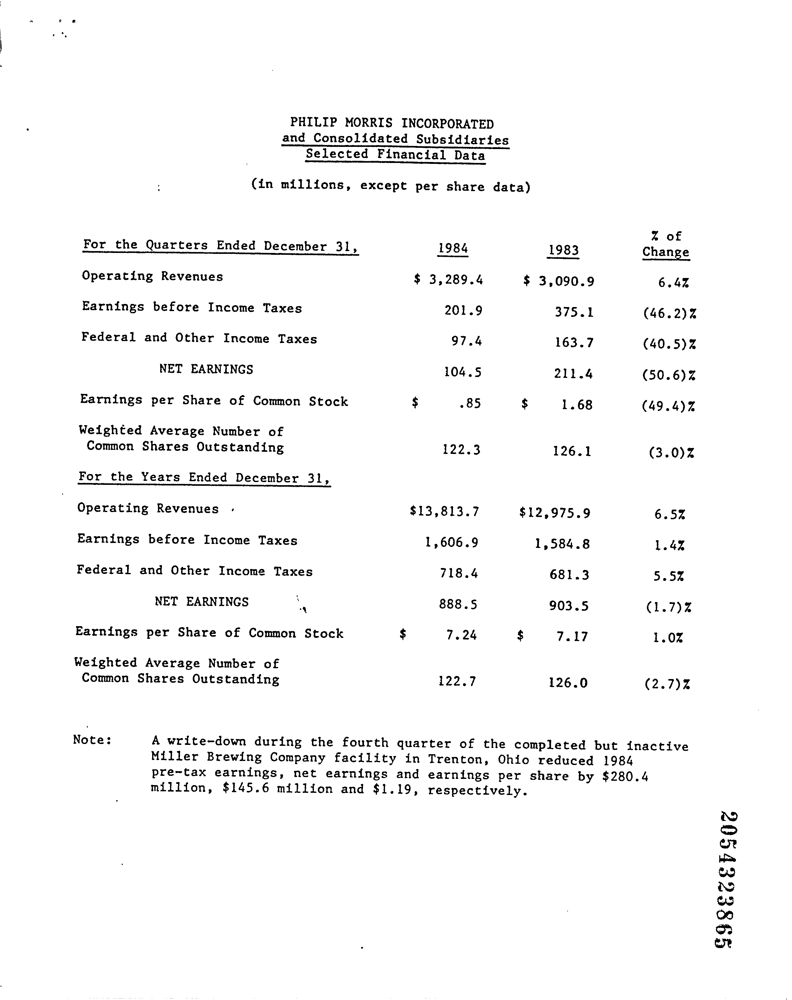 PHILIP MORRIS INCORPORATED
and Consolidated Subsidiaries
Selected Financial Data
(in millions, except per share data)
% of
For the Quarters Ended December 31, 1984 1983 Change
Operating Revenues $ 3,289.4 $ 3,090.9 6.4%
Earnings before Income Taxes 201.9 375.1 (46.2)%
Federal and Other Income Taxes 97.4 163.7 (40.5)%
NET EARNINGS 104.5 211.4 (50.6)%
Earnings per Share of Common Stock $ .85 $ 1.68 (49.4)%
Weighted Average Number of
Common Shares Outstanding 122.3 126.1 (3.0)%
For the Years Ended December 31,
Operating Revenues $13,813.7 $12,975.9 6.5%
Earnings before Income Taxes 1,606.9 1,584.8 1.4%
Federal and Other Income Taxes 718.4 681.3 5.5%
NET EARNINGS 888.5 903.5 (1.7)%
Earnings per Share of Common Stock $ 7.24 $ 7.17 1.0%
Weighted Average Number of
Common Shares Outstanding 122.7 126.0 (2.7)%
Note: A write-down during the fourth quarter of the completed but inactive
Miller Brewing Company facility in Trenton, Ohio reduced 1984
pre-tax earnings, net earnings and earnings per share by $280.4
million, $145.6 million and $1.19, respectively.
2054323865